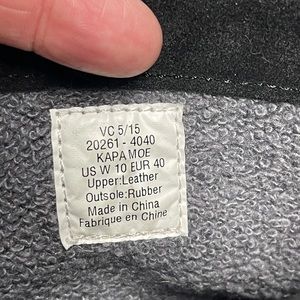 VC 5/15
20261 - 4040
KAPA MOE
US W 10 EUR 40
Upper:Leather
Outsole:Rubber
Made in China
Fabrique en Chine